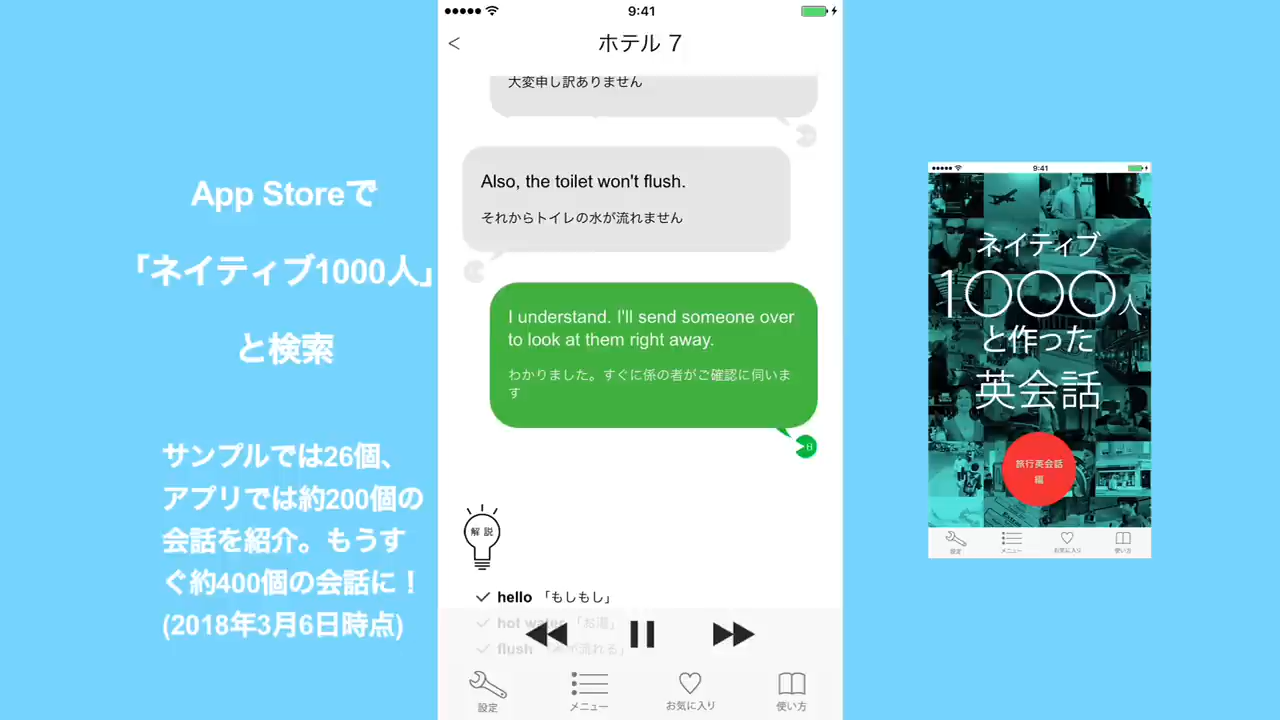 App Storeで
「ネイティブ1000人」
と検索
サンプルでは26個、
アプリでは約200個の
会話を紹介。もうす
ぐ約400個の会話に！
(2018年3月6日時点)
9:41
<
ホテル 7
大変申し訳ありません
Also, the toilet won't flush.
それからトイレの水が流れません
I understand. I'll send someone over
to look at them right away.
わかりました。すぐに係の者がご確認に伺いま
す
解説
hello 「もしもし」
hot water 「お湯」
flush 「水が流れる」
設定
メニュー
お気に入り
使い方
9:41
ネイティブ
1000人
と作った
英会話
旅行英会話
編
設定
メニュー
お気に入り
使い方